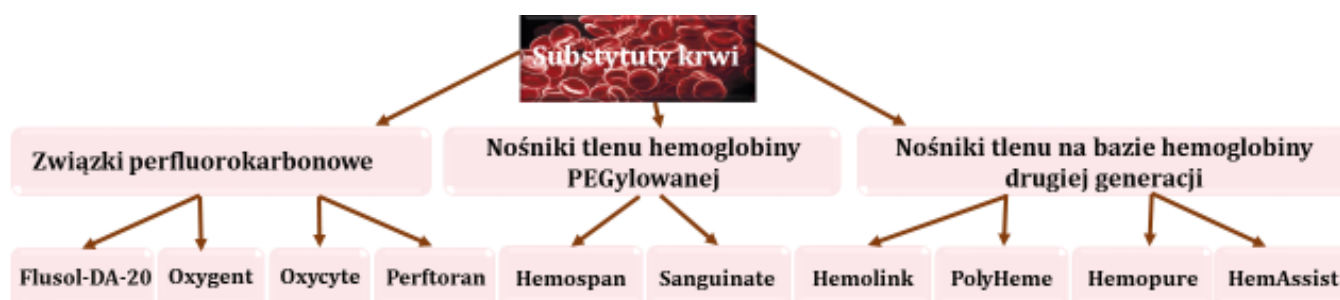 Substytuty krwi
Związki perfluorokarbonowe
Nośniki tlenu hemoglobiny
PEGylowanej
Nośniki tlenu na bazie hemoglobiny
drugiej generacji
Flusol-DA-20
Oxygent
Oxycyte
Perftoran
Hemospan
Sanguinate
Hemolink
PolyHeme
Hemopure
HemAssist